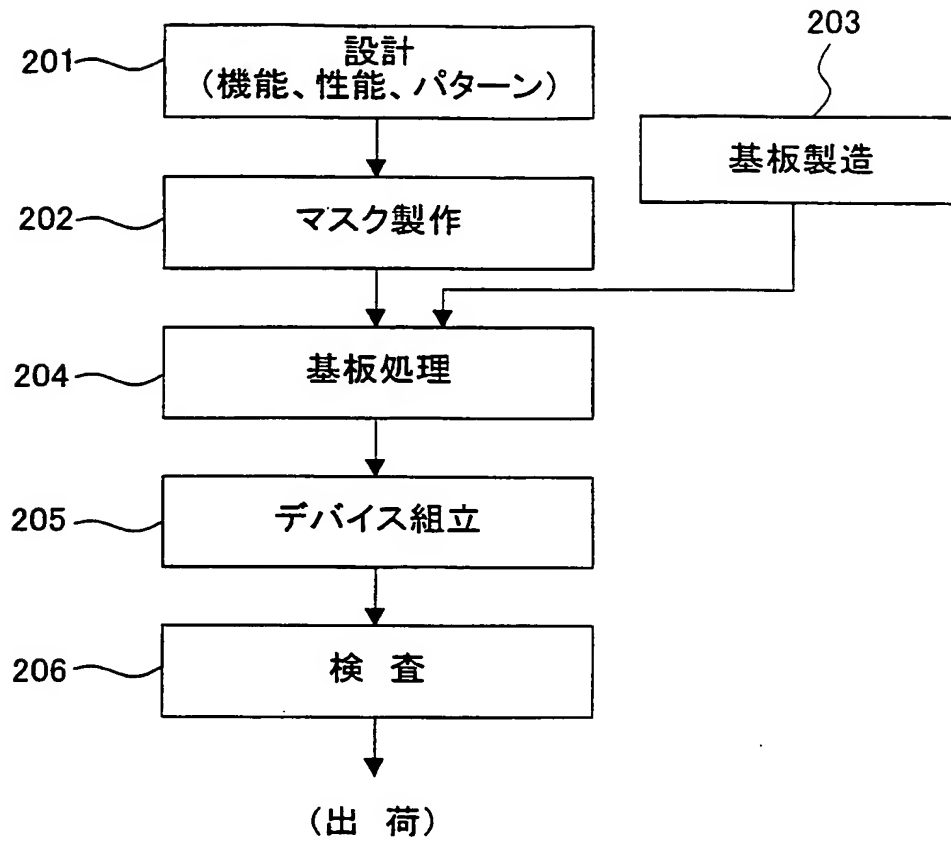 201
設計
(機能、性能、パターン)
203
基板製造
202
マスク製作
204
基板処理
205
デバイス組立
206
検 査
(出 荷)